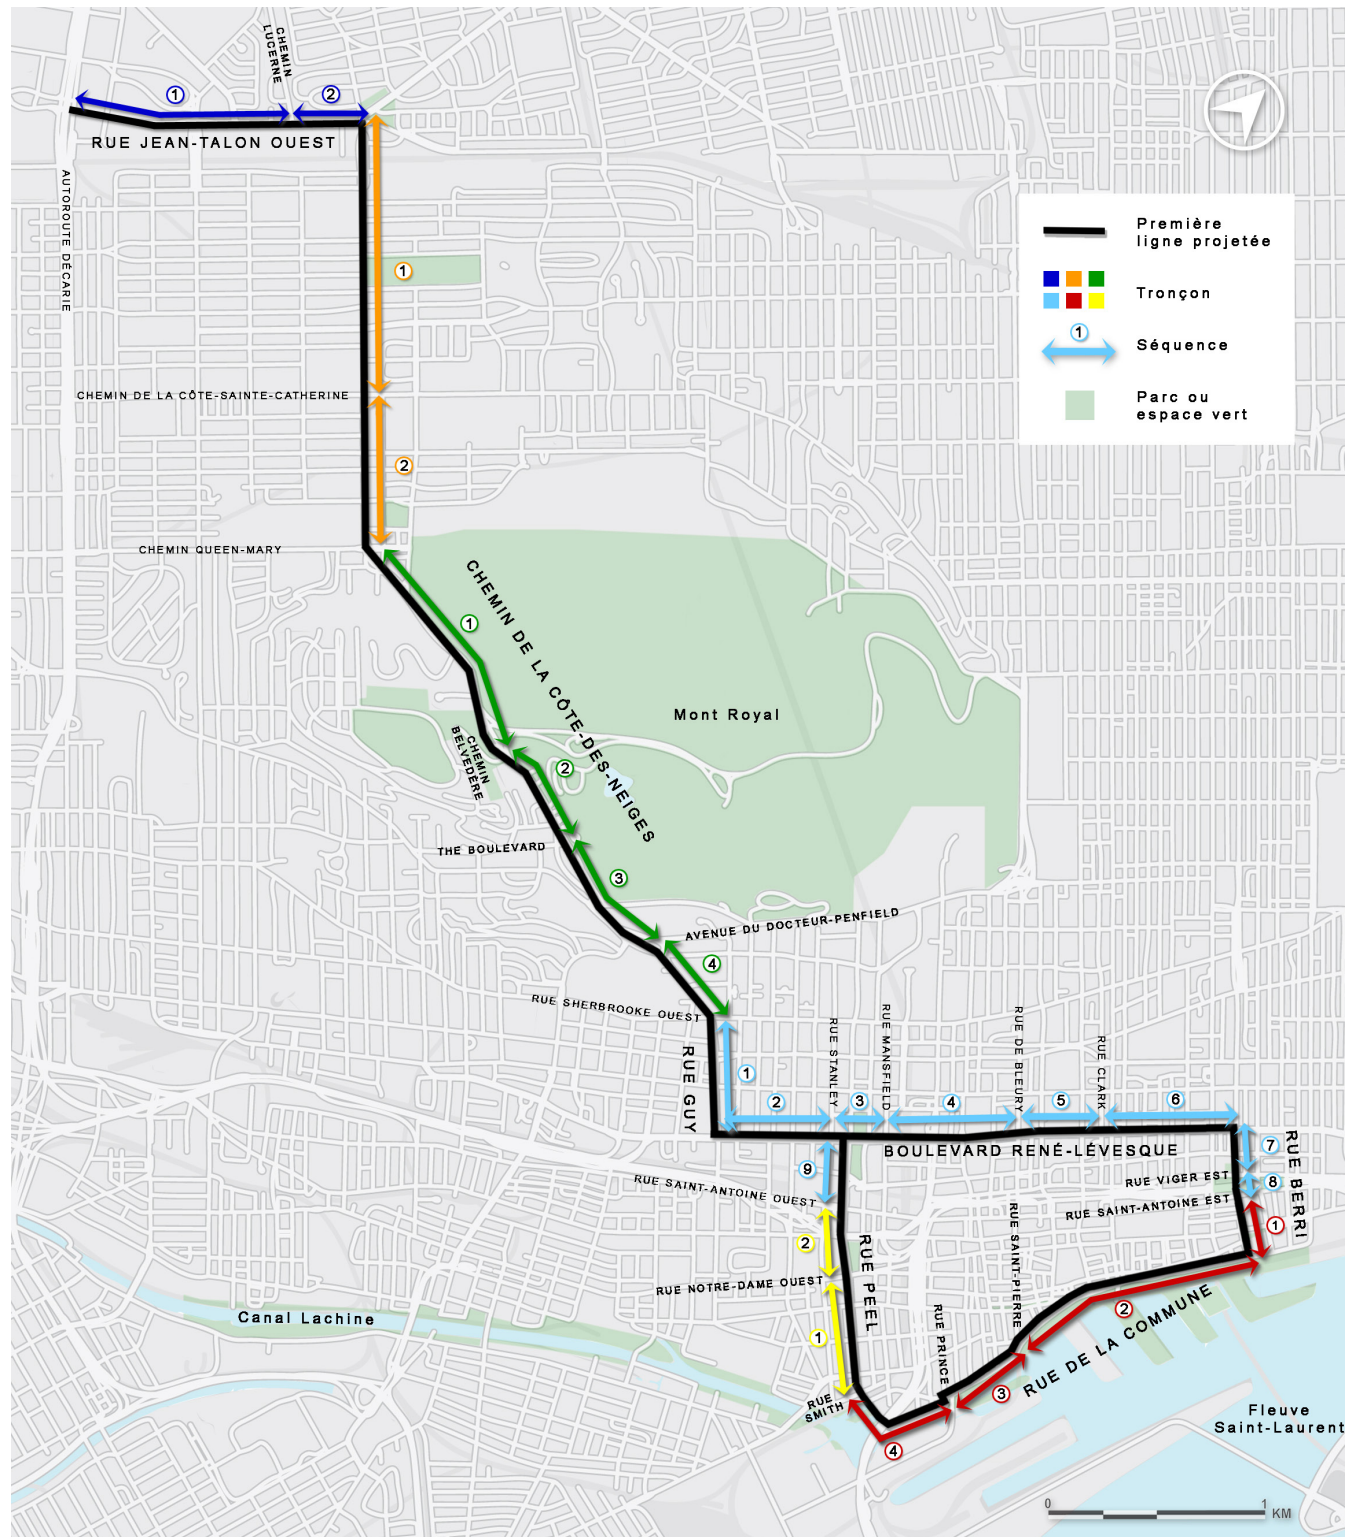 CHEMIN
LUCERNE
1
2
RUE JEAN-TALON OUEST
AUTOROUTE DÉCARIE
Première
ligne projetée
Tronçon
1
Séquence
Parc ou
espace vert
1
CHEMIN DE LA CÔTE-SAINTE-CATHERINE
2
CHEMIN QUEEN-MARY
1
CHEMIN DE LA CÔTE-DES-NEIGES
Mont Royal
CHEMIN
BELVEDÈRE
2
THE BOULEVARD
3
AVENUE DU DOCTEUR-PENFIELD
4
RUE SHERBROOKE OUEST
RUE GUY
1
RUE STANLEY
RUE MANSFIELD
RUE DE BLEURY
RUE CLARK
2
3
4
5
6
BOULEVARD RENÉ-LÉVESQUE
7
RUE BERRI
9
RUE SAINT-ANTOINE OUEST
RUE VIGER EST
8
RUE SAINT-ANTOINE EST
1
2
RUE PEEL
RUE SAINT-PIERRE
RUE NOTRE-DAME OUEST
Canal Lachine
1
RUE PRINCE
2
RUE DE LA COMMUNE
3
RUE
SMITH
4
Fleuve
Saint-Laurent
0
1
KM